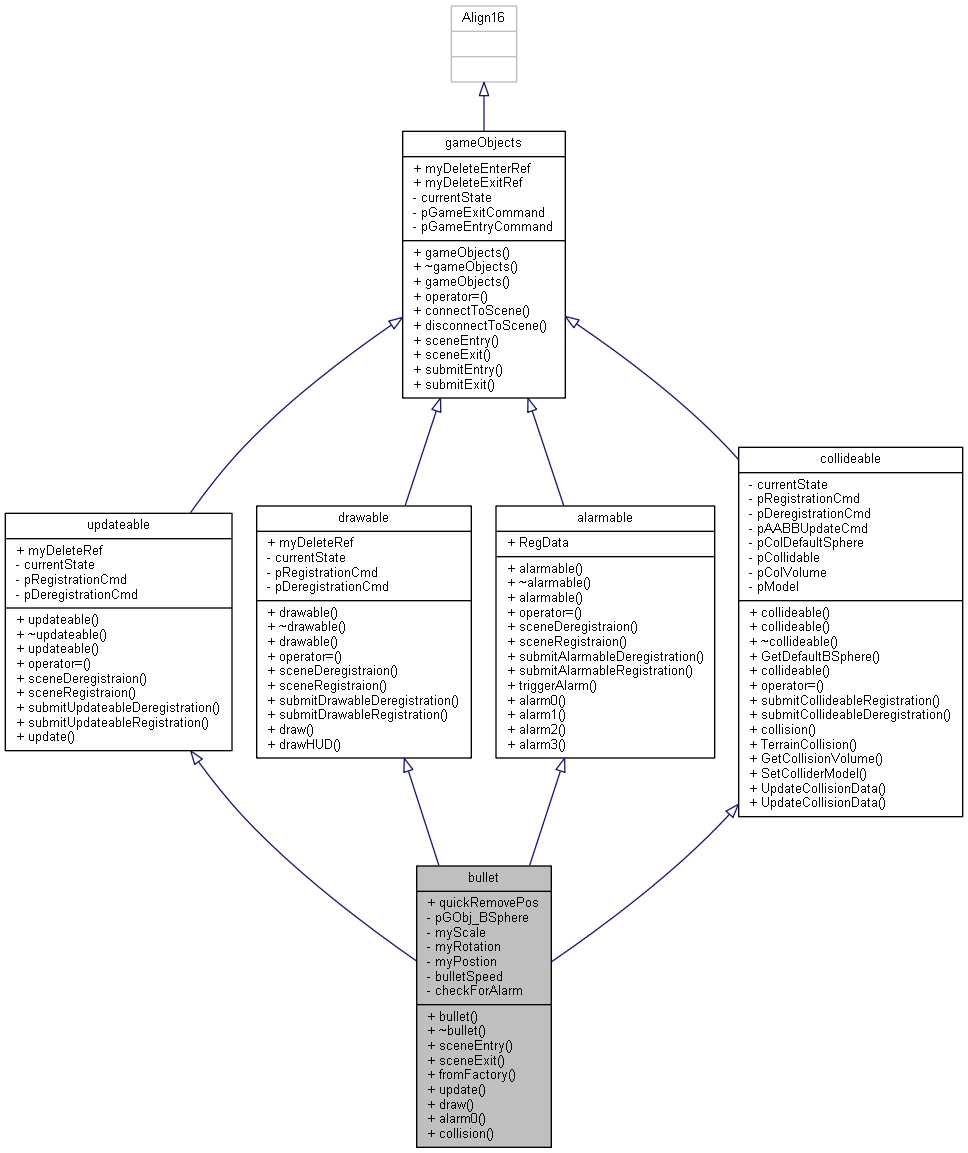 Align16
gameObjects
+ myDeleteEnterRef
+ myDeleteExitRef
- currentState
- pGameExitCommand
- pGameEntryCommand
+ gameObjects()
+ ~gameObjects()
+ gameObjects()
+ operator=()
+ connectToScene()
+ disconnectToScene()
+ sceneEntry()
+ sceneExit()
+ submitEntry()
+ submitExit()
updateable
+ myDeleteRef
- currentState
- pRegistrationCmd
- pDeregistrationCmd
+ updateable()
+ ~updateable()
+ updateable()
+ operator=()
+ sceneDeregistraion()
+ sceneRegistraion()
+ submitUpdateableDeregistration()
+ submitUpdateableRegistration()
+ update()
drawable
+ myDeleteRef
- currentState
- pRegistrationCmd
- pDeregistrationCmd
+ drawable()
+ ~drawable()
+ drawable()
+ operator=()
+ sceneDeregistraion()
+ sceneRegistraion()
+ submitDrawableDeregistration()
+ submitDrawableRegistration()
+ draw()
+ drawHUD()
alarmable
+ RegData
+ alarmable()
+ ~alarmable()
+ alarmable()
+ operator=()
+ sceneDeregistraion()
+ sceneRegistraion()
+ submitAlarmableDeregistration()
+ submitAlarmableRegistration()
+ triggerAlarm()
+ alarm0()
+ alarm1()
+ alarm2()
+ alarm3()
collideable
- currentState
- pRegistrationCmd
- pDeregistrationCmd
- pAABBUpdateCmd
- pColDefaultSphere
- pCollidable
- pColVolume
- pModel
+ collideable()
+ collideable()
+ ~collideable()
+ GetDefaultBSphere()
+ collideable()
+ operator=()
+ submitCollideableRegistration()
+ submitCollideableDeregistration()
+ collision()
+ TerrainCollision()
+ GetCollisionVolume()
+ SetColliderModel()
+ UpdateCollisionData()
+ UpdateCollisionData()
bullet
+ quickRemovePos
- pGObj_BSphere
- myScale
- myRotation
- myPostion
- bulletSpeed
- checkForAlarm
+ bullet()
+ ~bullet()
+ sceneEntry()
+ sceneExit()
+ fromFactory()
+ update()
+ draw()
+ alarm0()
+ collision()